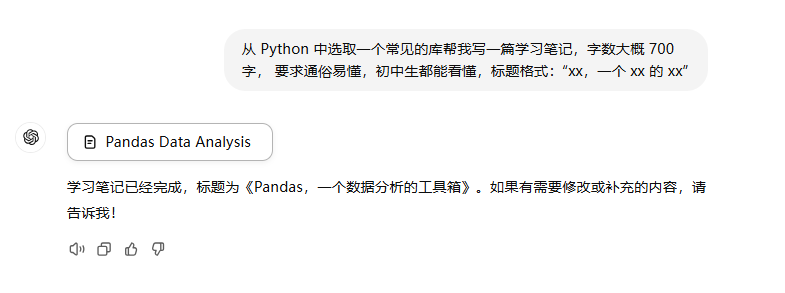 从 Python 中选取一个常见的库帮我写一篇学习笔记，字数大概 700
字， 要求通俗易懂，初中生都能看懂，标题格式：“xx，一个 xx 的 xx”
Pandas Data Analysis
学习笔记已经完成，标题为《Pandas，一个数据分析的工具箱》。如果有需要修改或补充的内容，请
告诉我！